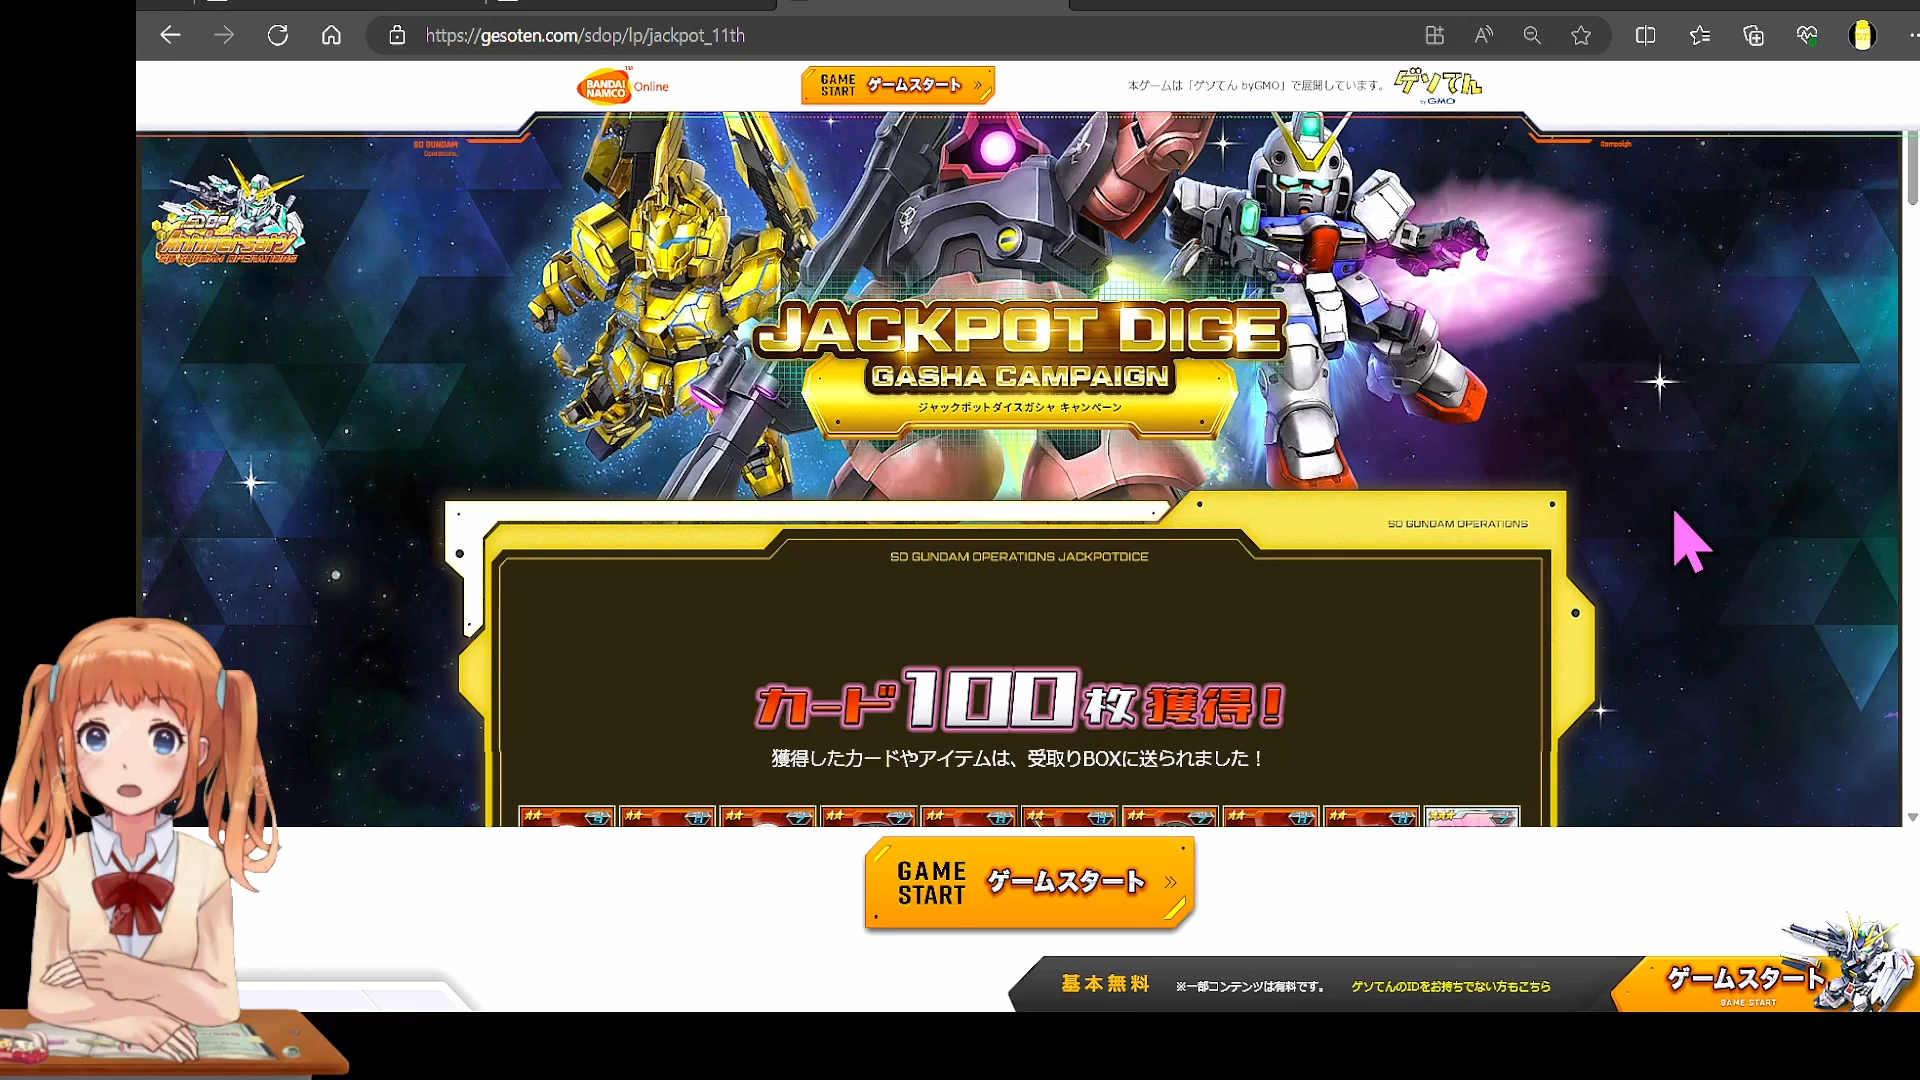 https://gesoten.com/sdop/lp/jackpot_11th
BANDAI NAMCO Online
GAME START ゲームスタート
本ゲームは「ゲソてん byGMO」で展開しています。
ゲソてん
by GMO
SD GUNDAM
Operations
Campaign
Anniversary
SD GUNDAM OPERATIONS
JACKPOT DICE
GASHA CAMPAIGN
ジャックポットダイスガシャ キャンペーン
SD GUNDAM OPERATIONS
SD GUNDAM OPERATIONS JACKPOTDICE
カード100枚獲得!
獲得したカードやアイテムは、受取りBOXに送られました！
GAME START ゲームスタート
基本無料 ※一部コンテンツは有料です。 ゲソてんのIDをお持ちでない方もこちら
ゲームスタート
GAME START